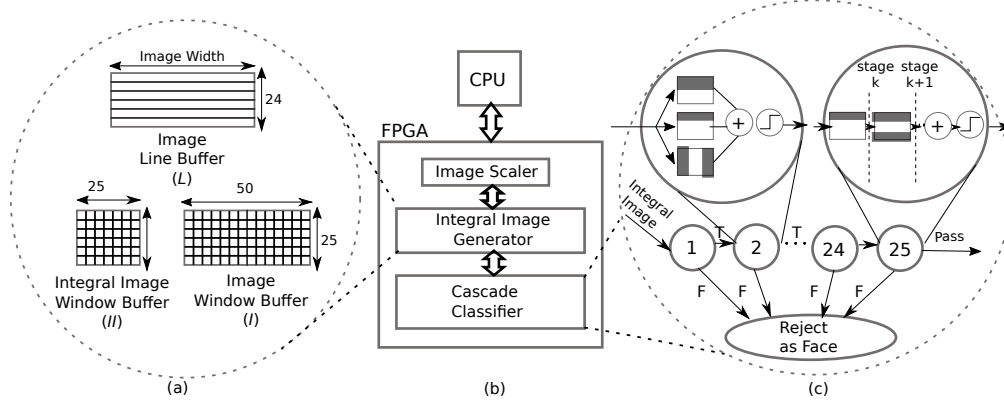 Image Width
24
Image
Line Buffer
(L)
25
50
25
Integral Image
Window Buffer
(II)
Image
Window Buffer
(I)
(a)
CPU
FPGA
Image Scaler
Integral Image
Generator
Cascade
Classifier
(b)
stage
k
stage
k+1
+
+
Integral
Image
1
T
2
T
24
25
Pass
F
F
F
F
Reject
as Face
(c)